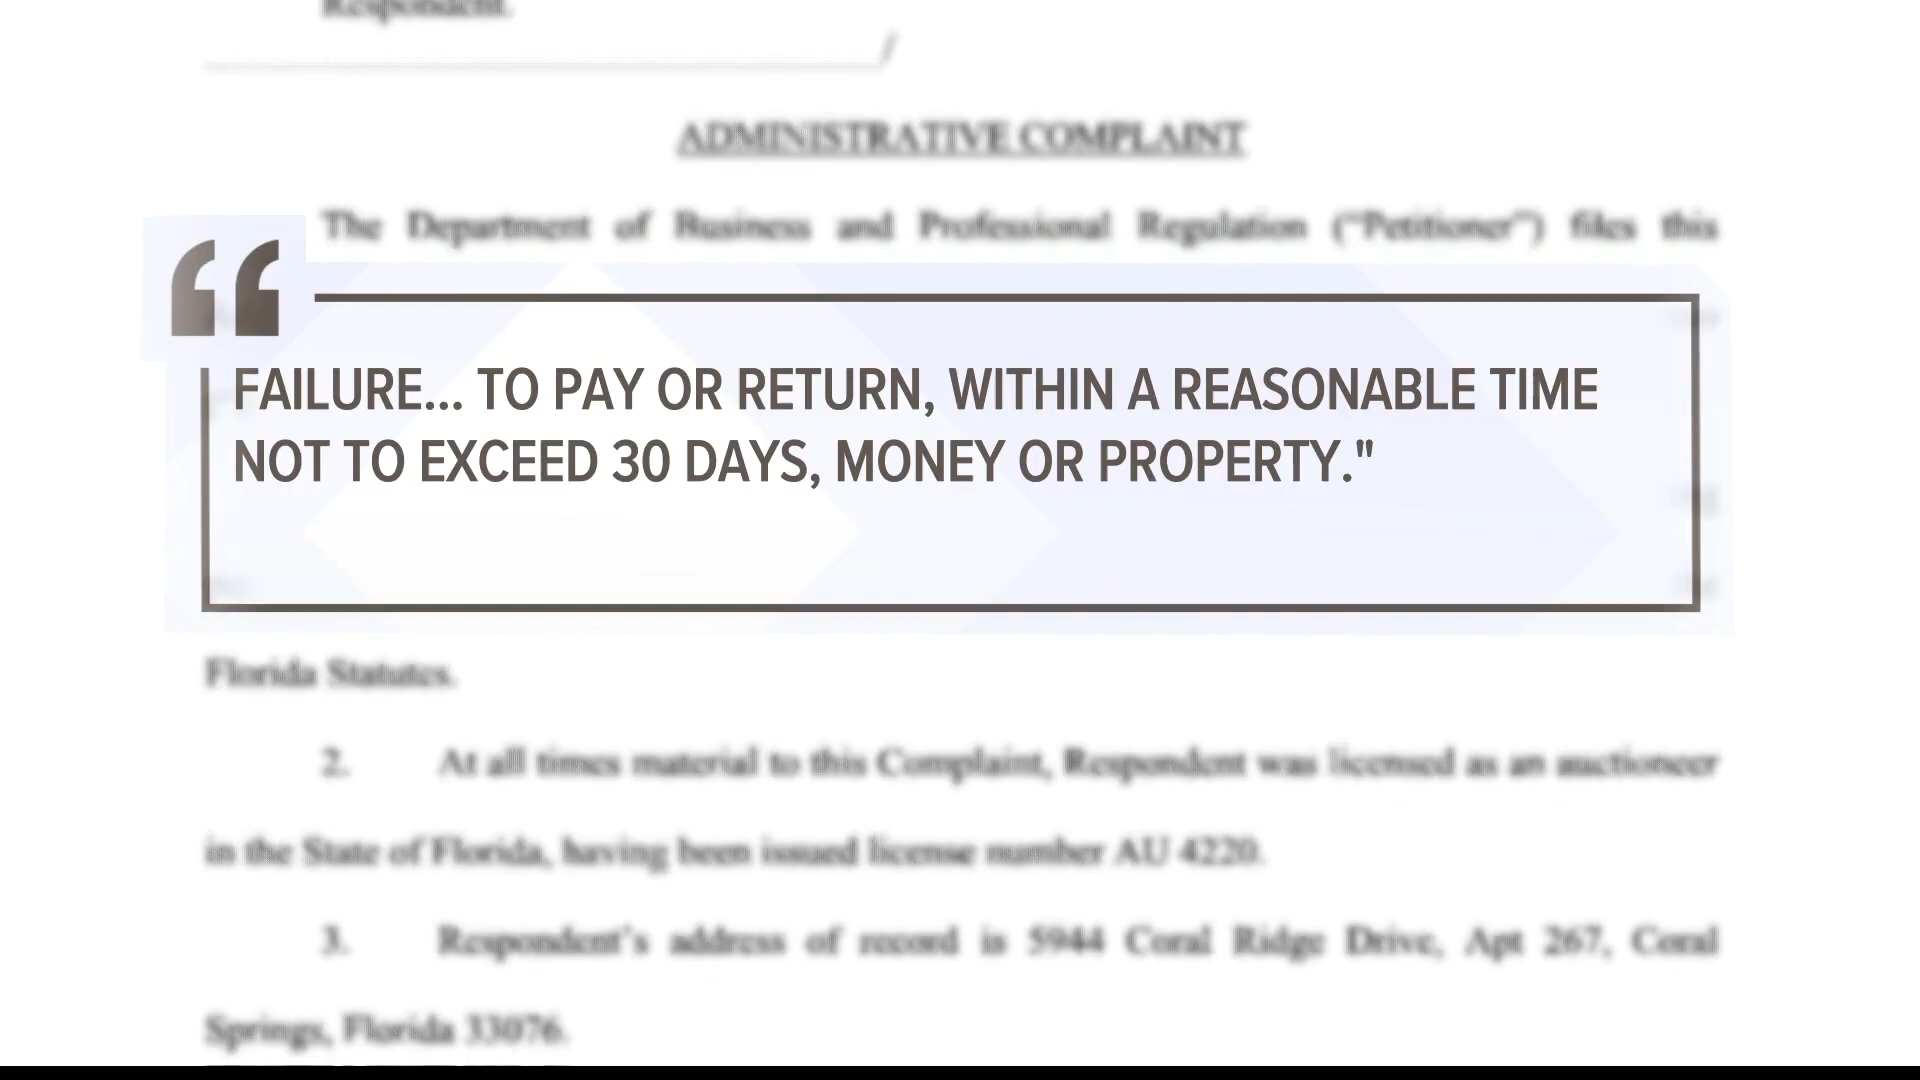 Respondent.
/
ADMINISTRATIVE COMPLAINT
The Department of Business and Professional Regulation (“Petitioner”) files this
“
FAILURE... TO PAY OR RETURN, WITHIN A REASONABLE TIME
NOT TO EXCEED 30 DAYS, MONEY OR PROPERTY."
Florida Statutes.
2. At all times material to this Complaint, Respondent was licensed as an auctioneer
in the State of Florida, having been issued license number AU 4220.
3. Respondent’s address of record is 5944 Coral Ridge Drive, Apt 267, Coral
Springs, Florida 33076.